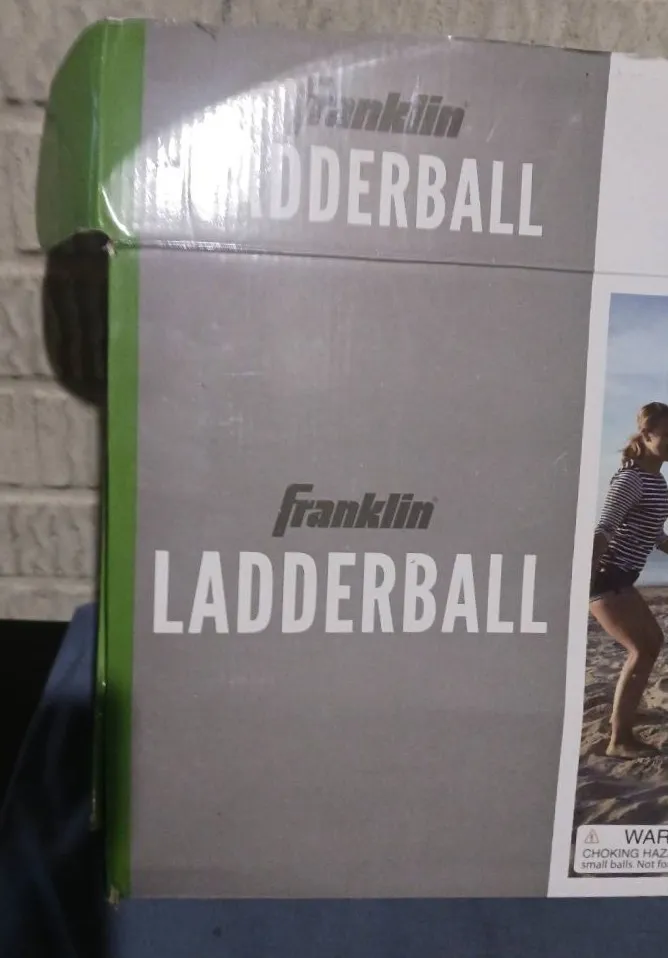 franklin
LADDERBALL
franklin
LADDERBALL
WAR
CHOKING HAZ
small balls. Not fo